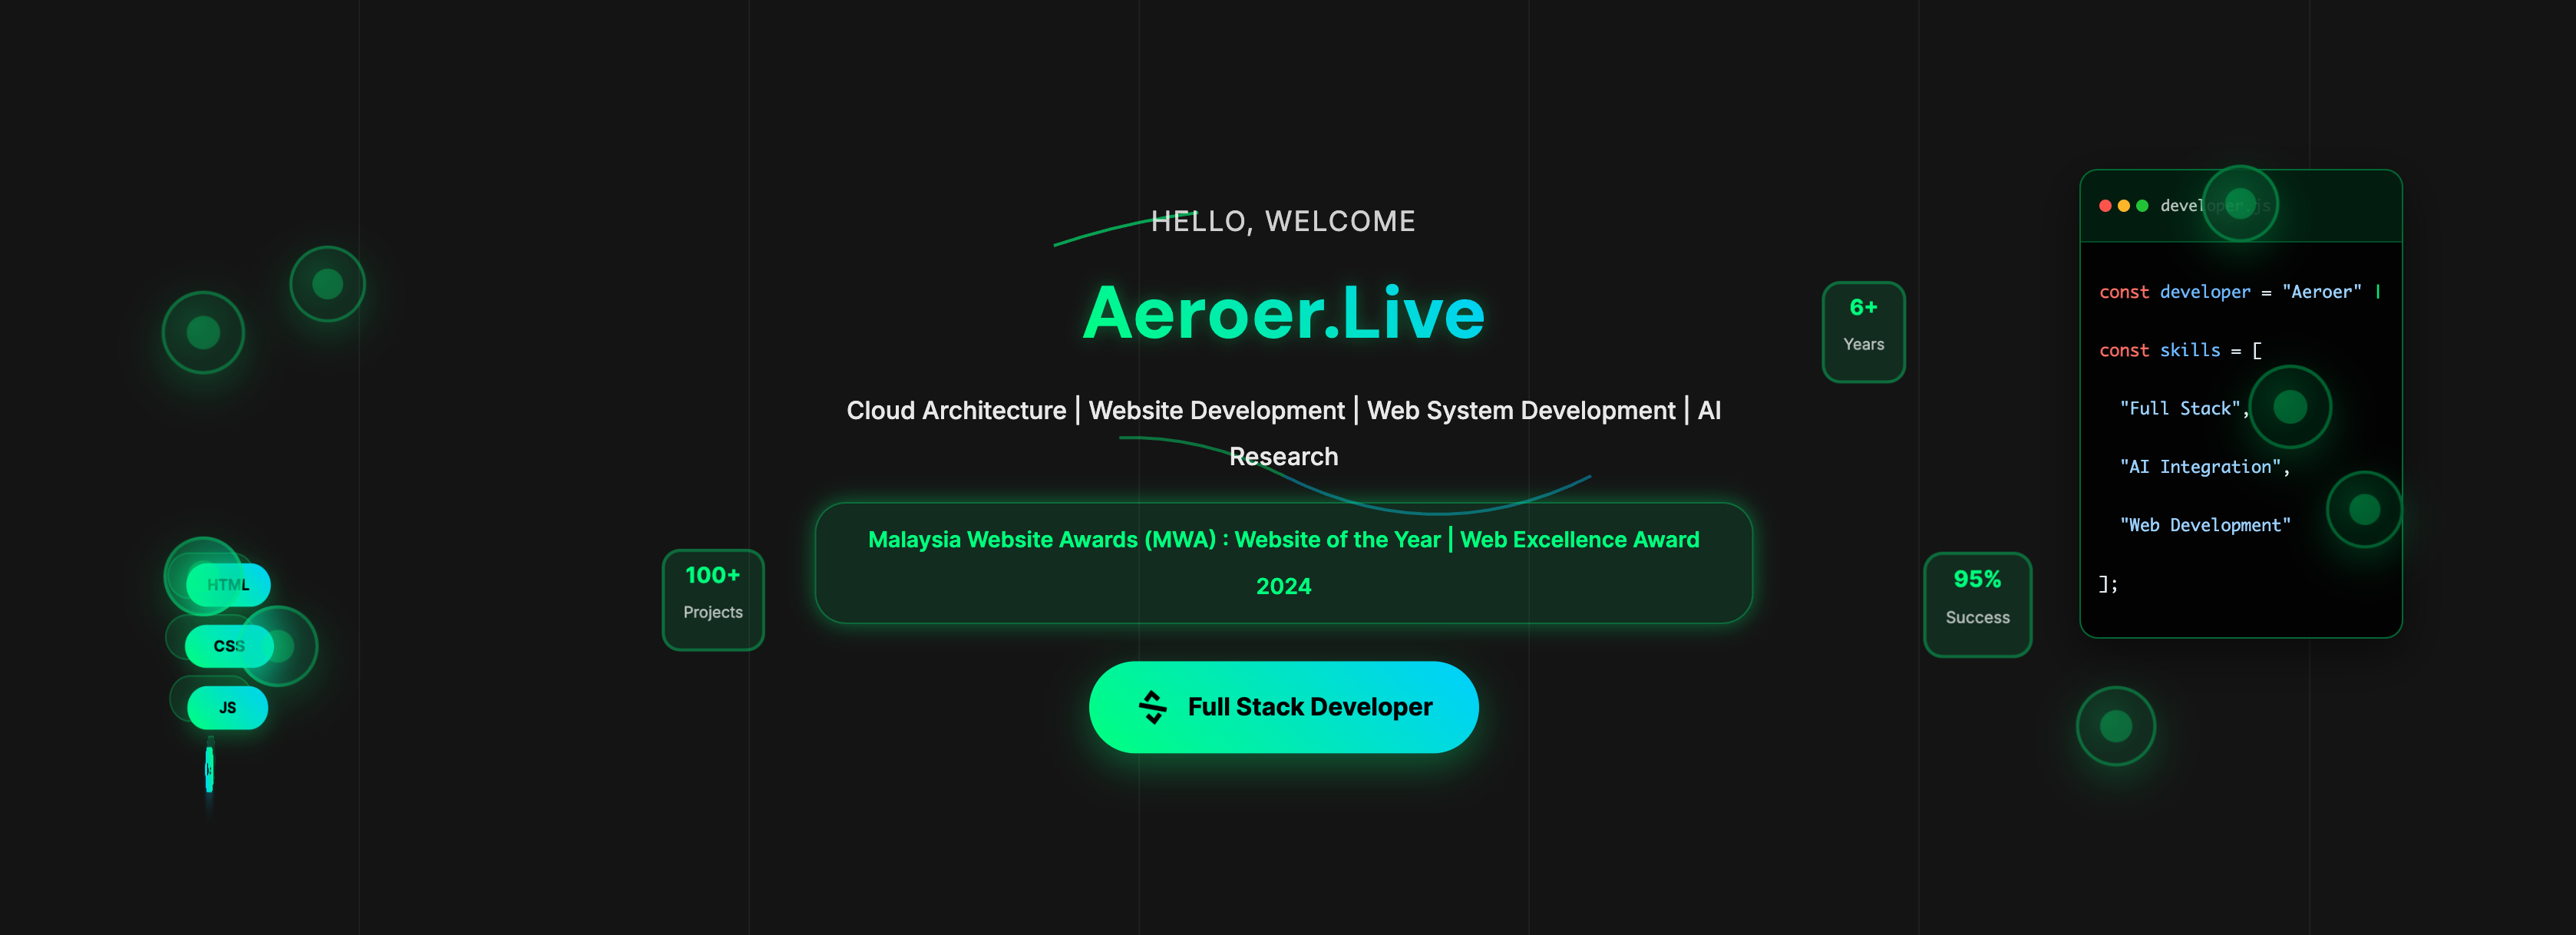 HELLO, WELCOME
Aeroer.Live
Cloud Architecture | Website Development | Web System Development | AI
Research
Malaysia Website Awards (MWA) : Website of the Year | Web Excellence Award
2024
Full Stack Developer
HTML
CSS
JS
100+
Projects
6+
Years
95%
Success
developer.js
const developer = "Aeroer"
const skills = [
"Full Stack",
"AI Integration",
"Web Development"
];